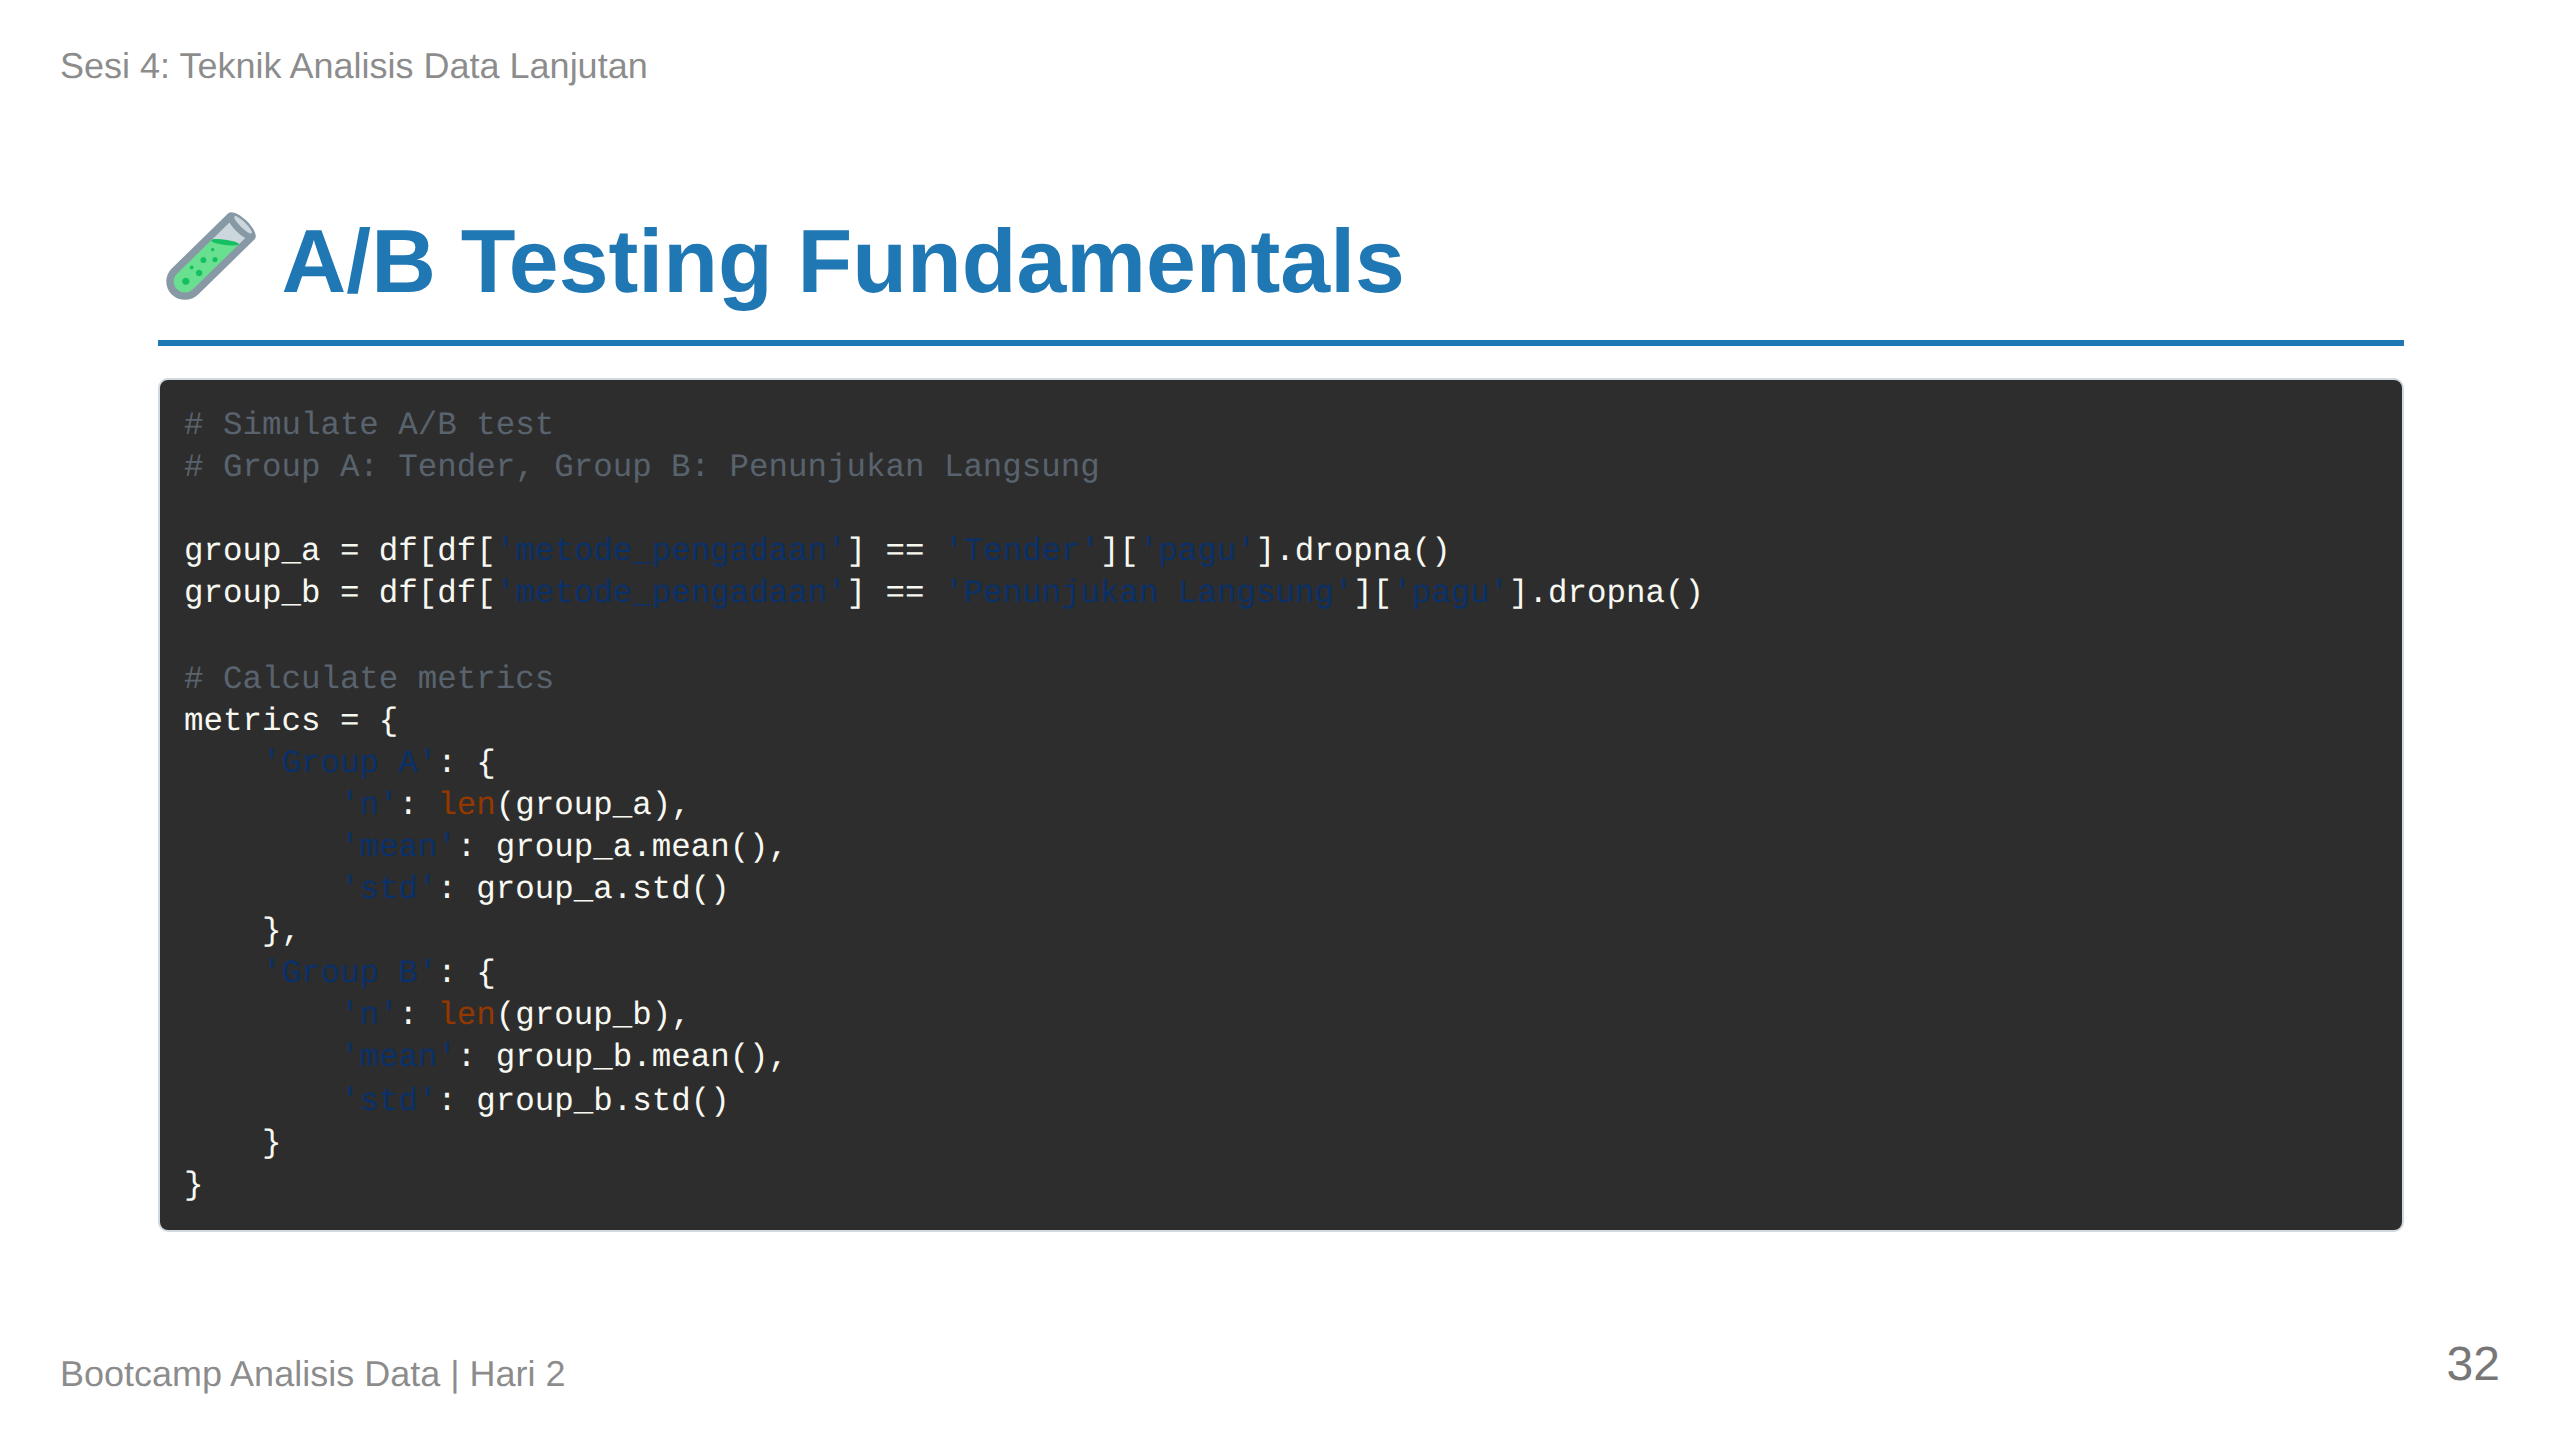 Sesi 4: Teknik Analisis Data Lanjutan
A/B Testing Fundamentals
# Simulate A/B test
# Group A: Tender, Group B: Penunjukan Langsung
group_a = df[df['metode_pengadaan'] == 'Tender']['pagu'].dropna()
group_b = df[df['metode_pengadaan'] == 'Penunjukan Langsung']['pagu'].dropna()
# Calculate metrics
metrics = {
    'Group A': {
        'n': len(group_a),
        'mean': group_a.mean(),
        'std': group_a.std()
    },
    'Group B': {
        'n': len(group_b),
        'mean': group_b.mean(),
        'std': group_b.std()
    }
}
Bootcamp Analisis Data | Hari 2
32